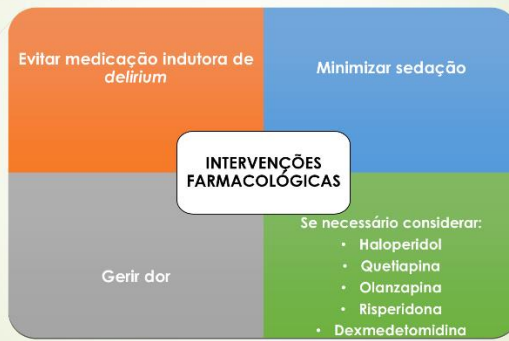 Evitar medicação indutora de
delirium
Minimizar sedação
INTERVENÇÕES
FARMACOLÓGICAS
Gerir dor
Se necessário considerar:
• Haloperidol
• Quetiapina
• Olanzapina
• Risperidona
• Dexmedetomidina